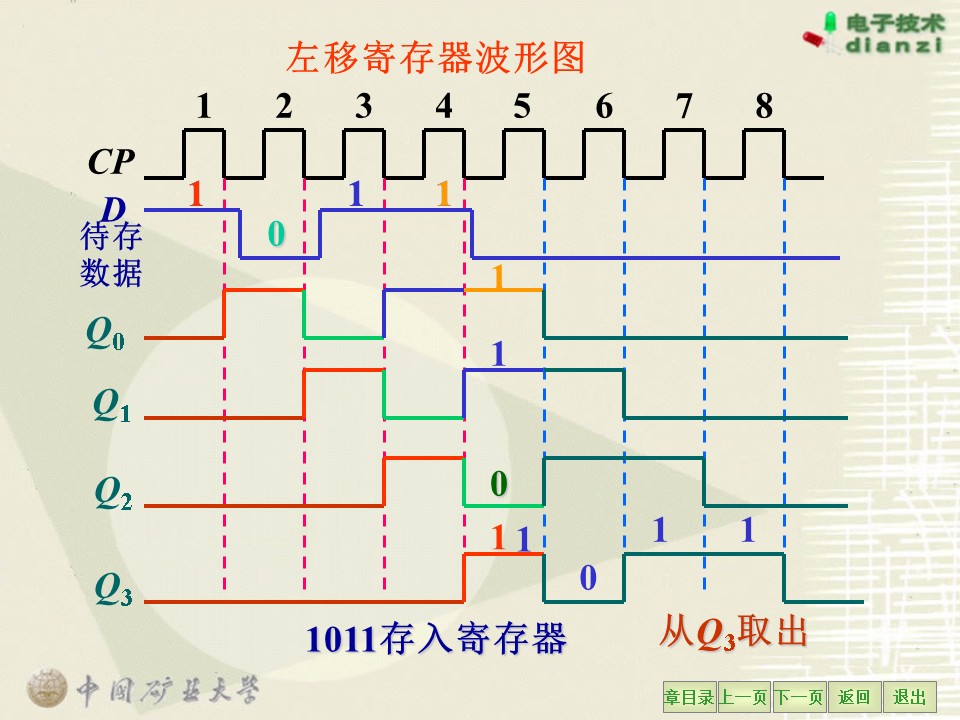 电子技术
dianzi
左移寄存器波形图
1 2 3 4 5 6 7 8
CP
1 1 1
D
0
待存
数据
1
Q0
1
Q1
0
Q2
1 1 1 1
0
Q3
1011存入寄存器 从Q3取出
中国矿业大学
章目录 上一页 下一页 返回 退出